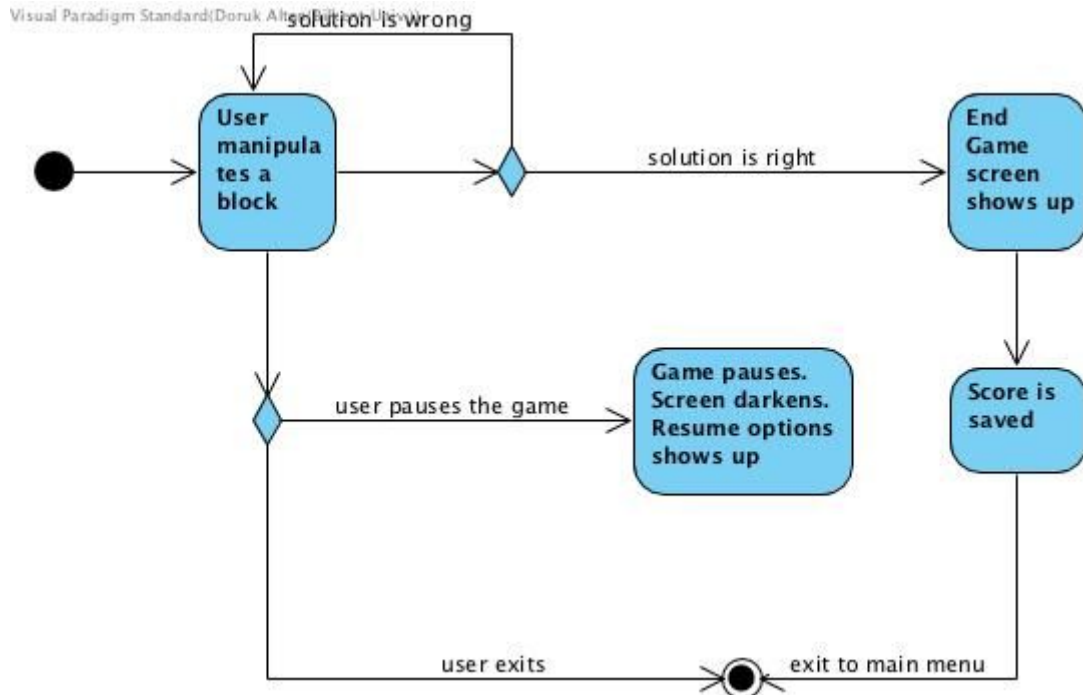 Visual Paradigm Standard(Doruk
solution is wrong
User
manipula
tes a
block
solution is right
End
Game
screen
shows up
user pauses the game
Game pauses.
Screen darkens.
Resume options
shows up
Score is
saved
user exits
exit to main menu